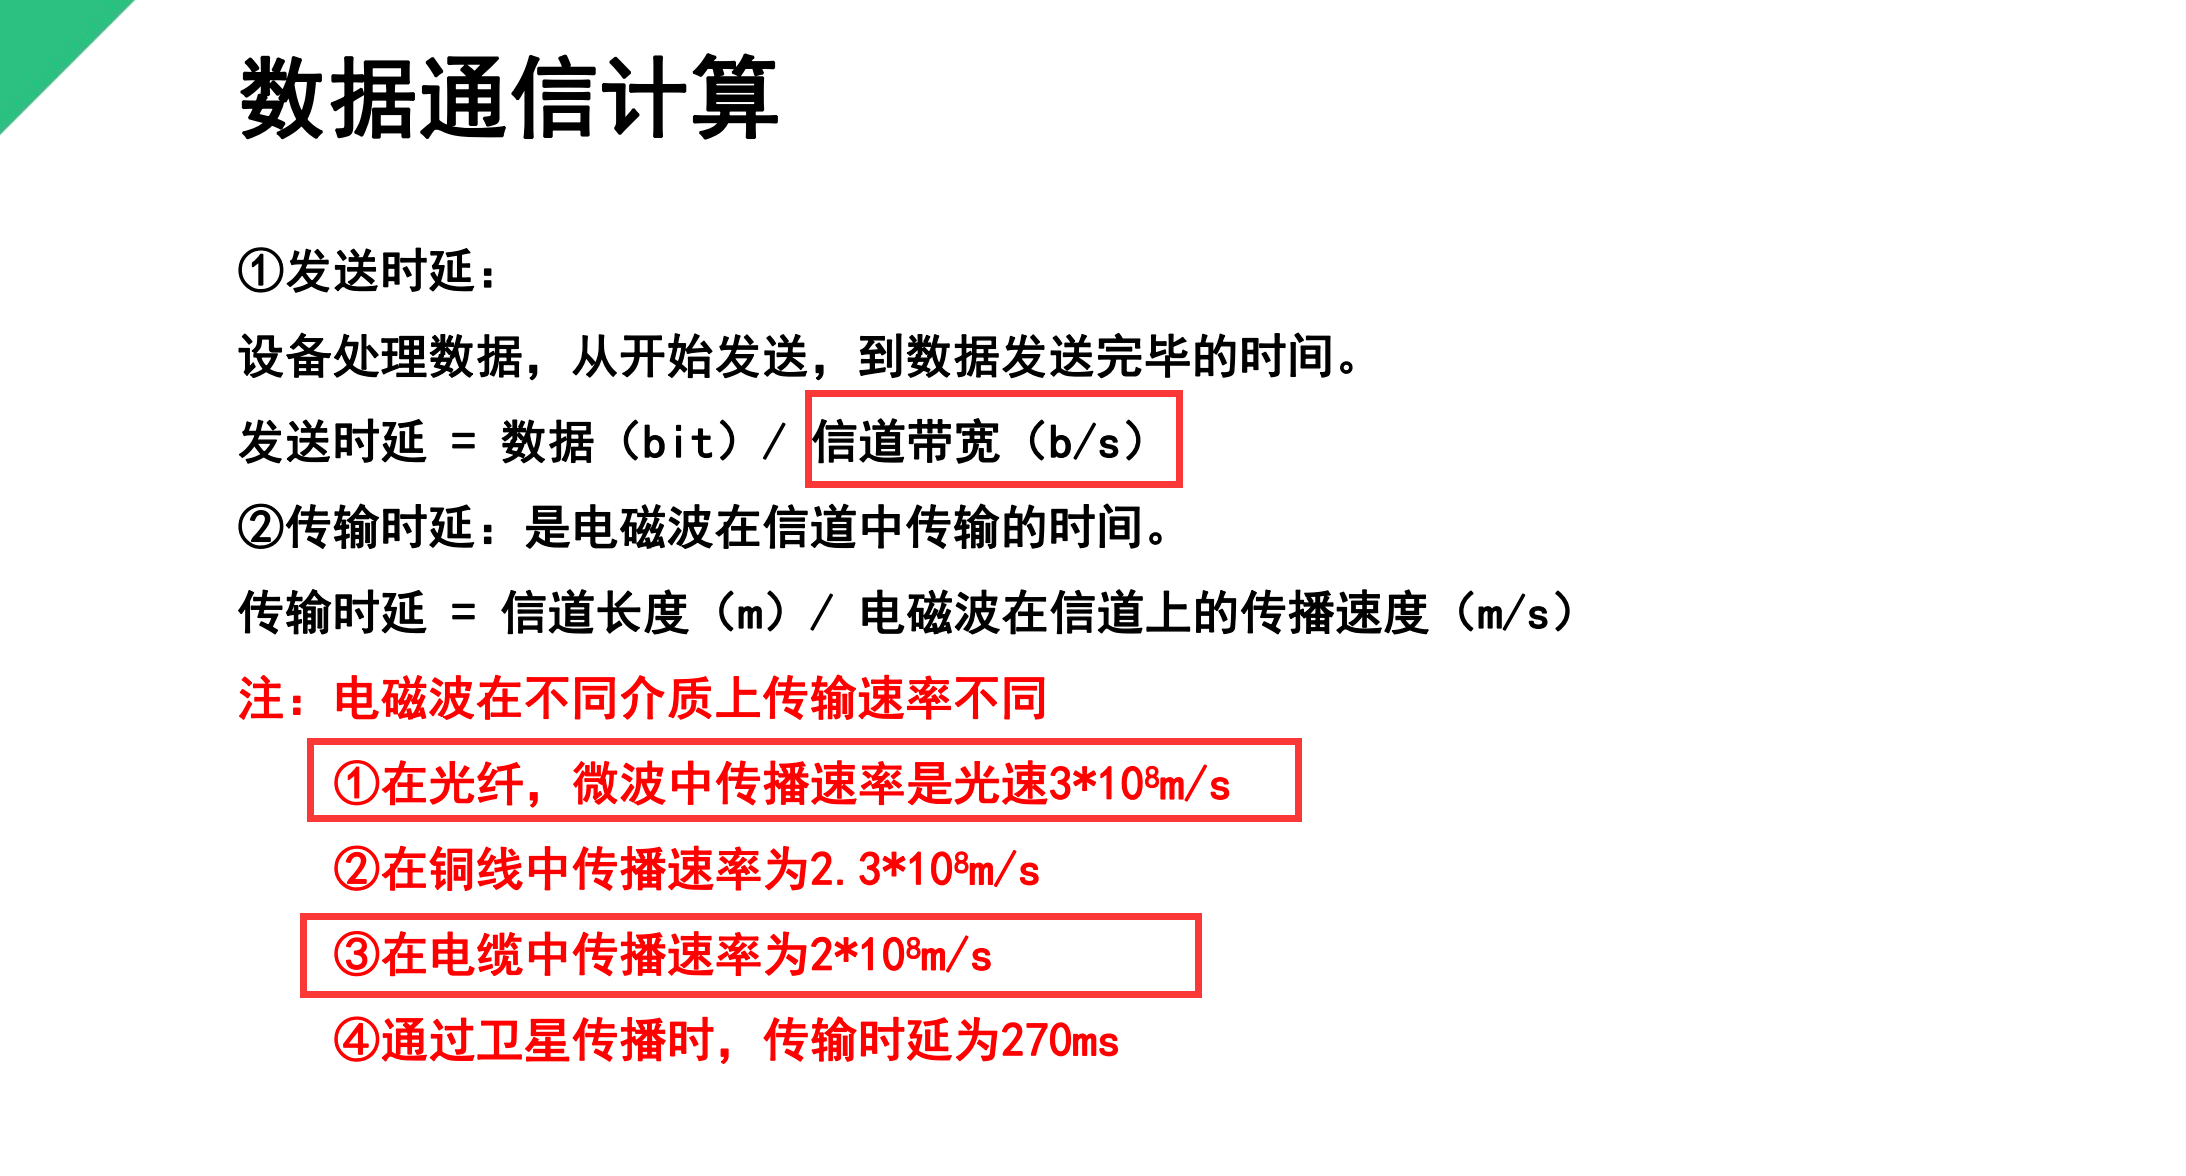 数据通信计算
①发送时延：
设备处理数据，从开始发送，到数据发送完毕的时间。
发送时延 = 数据（bit）/ 信道带宽（b/s）
②传输时延：是电磁波在信道中传输的时间。
传输时延 = 信道长度（m）/ 电磁波在信道上的传播速度（m/s）
注：电磁波在不同介质上传输速率不同
①在光纤，微波中传播速率是光速3*10⁸m/s
②在铜线中传播速率为2.3*10⁸m/s
③在电缆中传播速率为2*10⁸m/s
④通过卫星传播时，传输时延为270ms